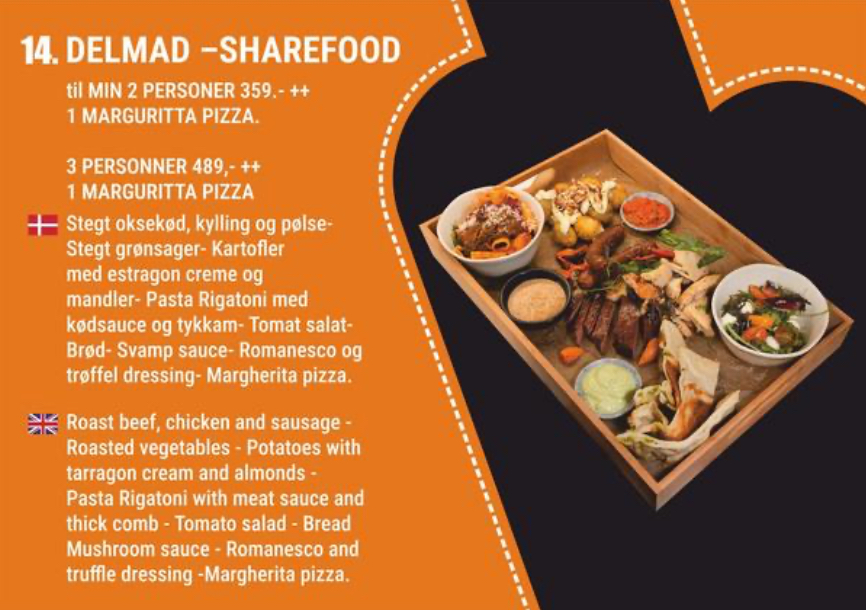 14. DELMAD –SHAREFOOD
til MIN 2 PERSONER 359.- ++
1 MARGURITTA PIZZA.
3 PERSONNER 489,- ++
1 MARGURITTA PIZZA
Stegt oksekød, kylling og pølse-
Stegt grønsager- Kartofler
med estragon creme og
mandler- Pasta Rigatoni med
kødsauce og tykkam- Tomat salat-
Brød- Svamp sauce- Romanesco og
trøffel dressing- Margherita pizza.
Roast beef, chicken and sausage -
Roasted vegetables - Potatoes with
tarragon cream and almonds -
Pasta Rigatoni with meat sauce and
thick comb - Tomato salad - Bread
Mushroom sauce - Romanesco and
truffle dressing -Margherita pizza.